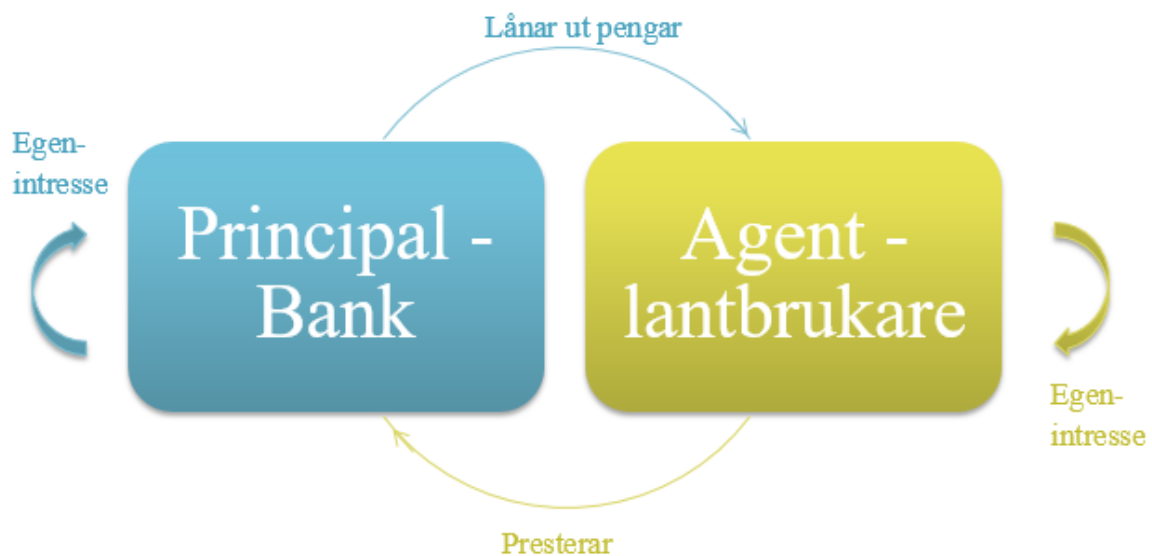 Lånar ut pengar
Egen-
intresse
Principal -
Bank
Agent -
lantbrukare
Egen-
intresse
Presterar